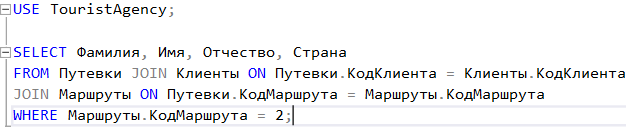 USE TouristAgency;
SELECT Фамилия, Имя, Отчество, Страна
FROM Путевки JOIN Клиенты ON Путевки.КодКлиента = Клиенты.КодКлиента
JOIN Маршруты ON Путевки.КодМаршрута = Маршруты.КодМаршрута
WHERE Маршруты.КодМаршрута = 2;